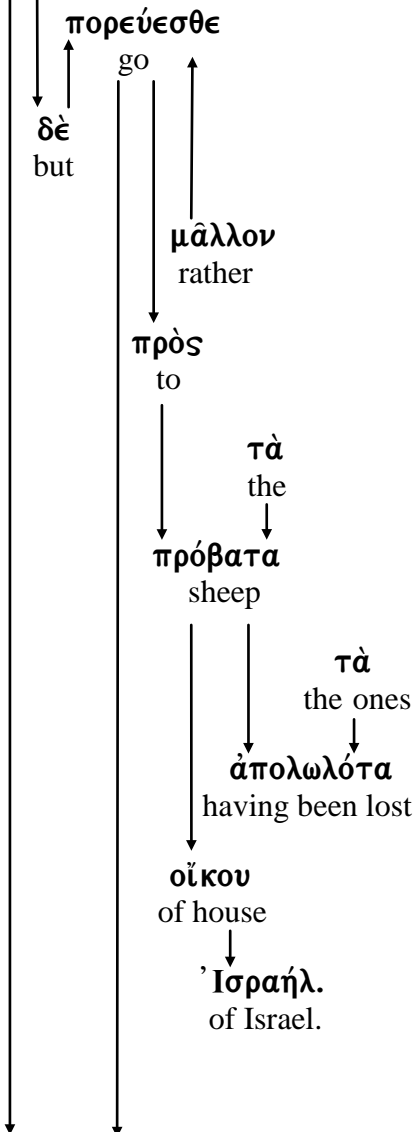 πορεύεσθε
go
δὲ
but
μᾶλλον
rather
πρὸς
to
τὰ
the
πρόβατα
sheep
τὰ
the ones
ἀπολωλότα
having been lost
οἴκου
of house
Ἰσραήλ.
of Israel.